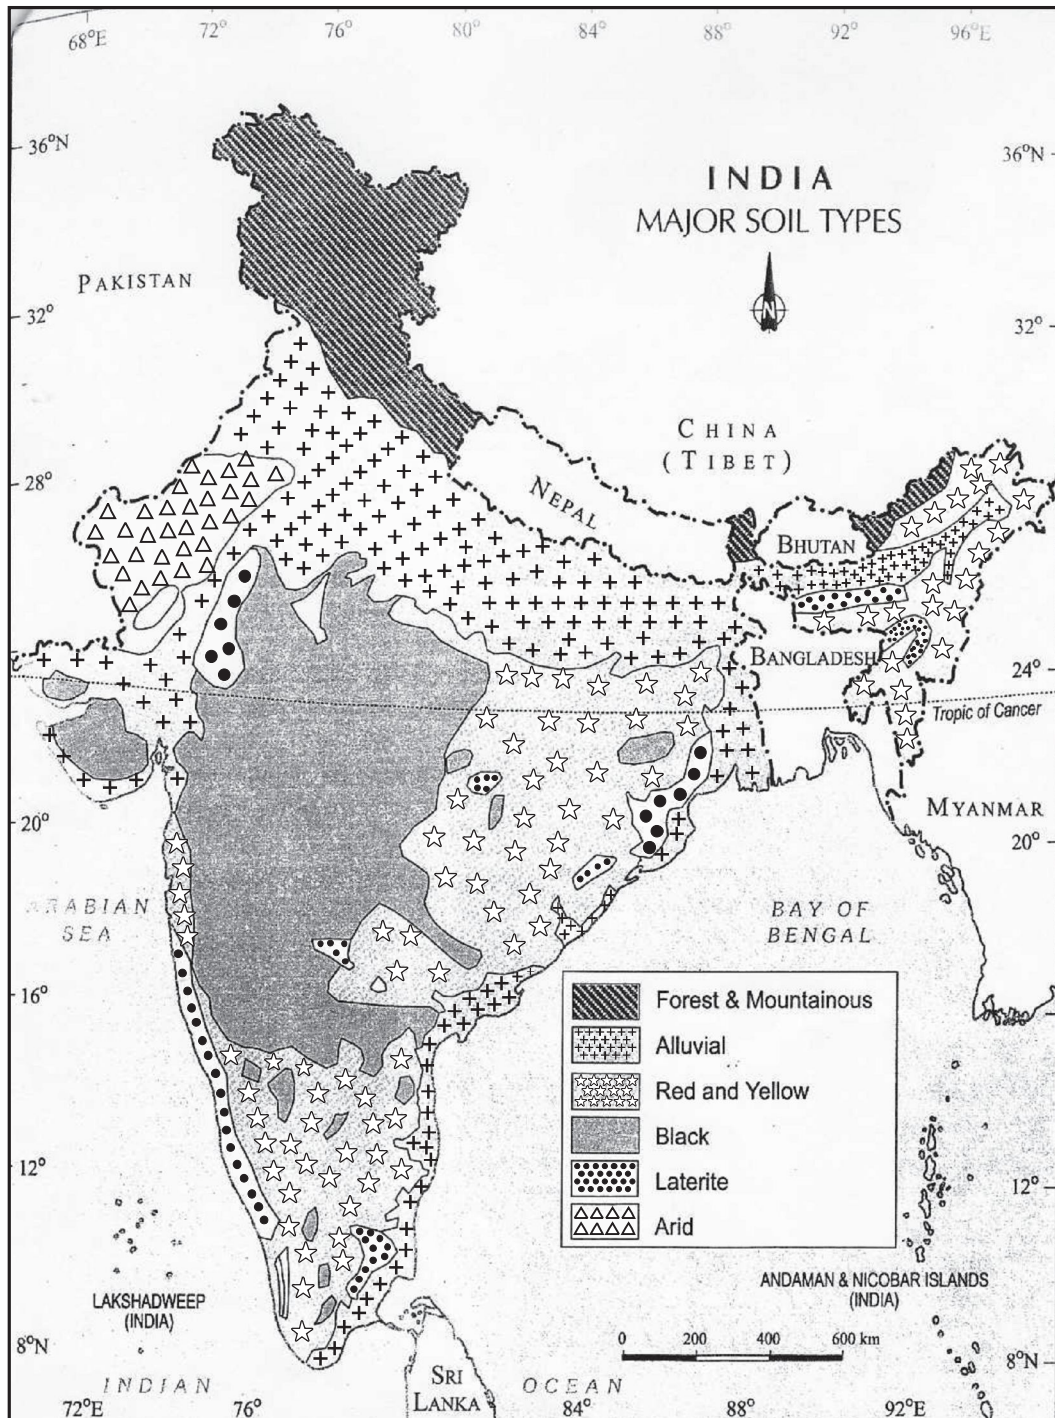 68°E
72°
76°
80°
84°
88°
92°
96°E
36°N
36°N
INDIA
MAJOR SOIL TYPES
N
PAKISTAN
32°
32°
CHINA
(TIBET)
NEPAL
28°
28°
BHUTAN
BANGLADESH
24°
Tropic of Cancer
MYANMAR
20°
20°
ARABIAN
SEA
BAY OF
BENGAL
16°
Forest & Mountainous
Alluvial
Red and Yellow
Black
Laterite
Arid
12°
12°
LAKSHADWEEP
(INDIA)
ANDAMAN & NICOBAR ISLANDS
(INDIA)
0 200 400 600 km
8°N
8°N
SRI
LANKA
INDIAN OCEAN
72°E
76°
84°
88°
92°E